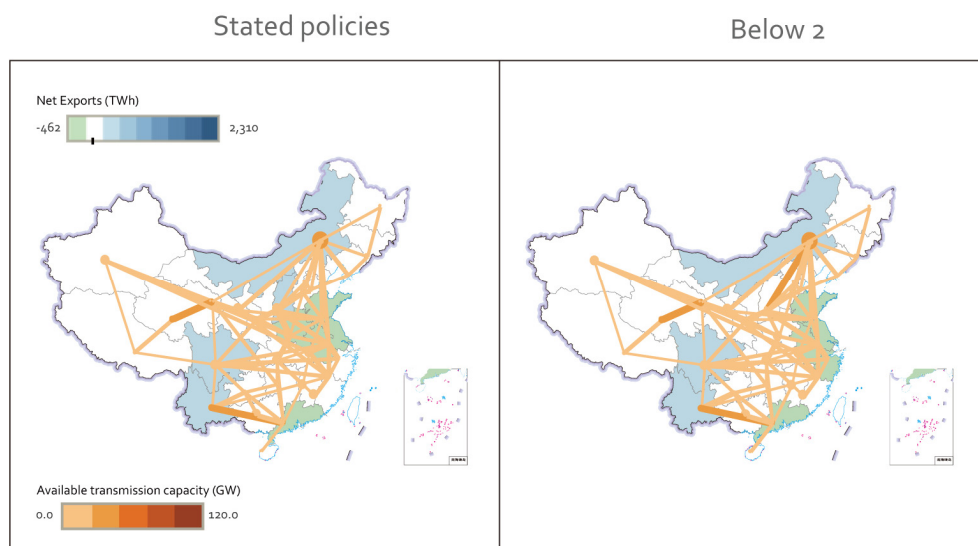 Stated policies
Below 2
Net Exports (TWh)
-462
2,310
Available transmission capacity (GW)
0.0
120.0